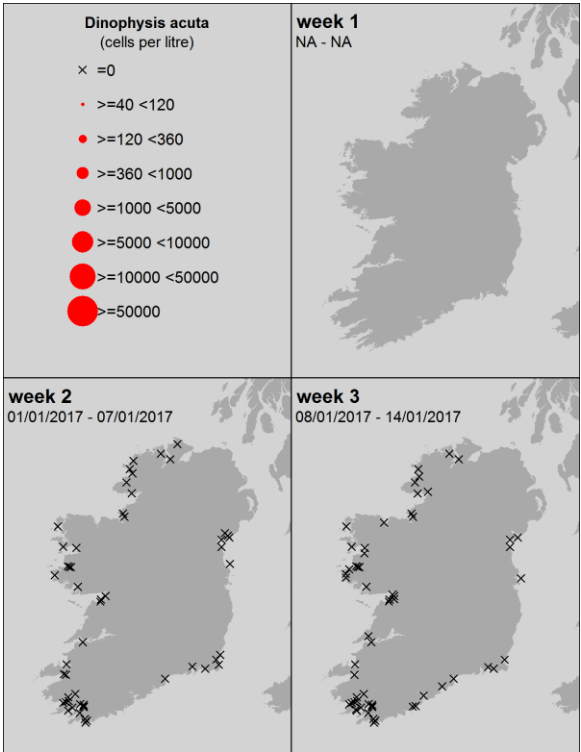 Dinophysis acuta
(cells per litre)
=0
>=40 <120
>=120 <360
>=360 <1000
>=1000 <5000
>=5000 <10000
>=10000 <50000
>=50000
week 1
NA - NA
week 2
01/01/2017 - 07/01/2017
week 3
08/01/2017 - 14/01/2017